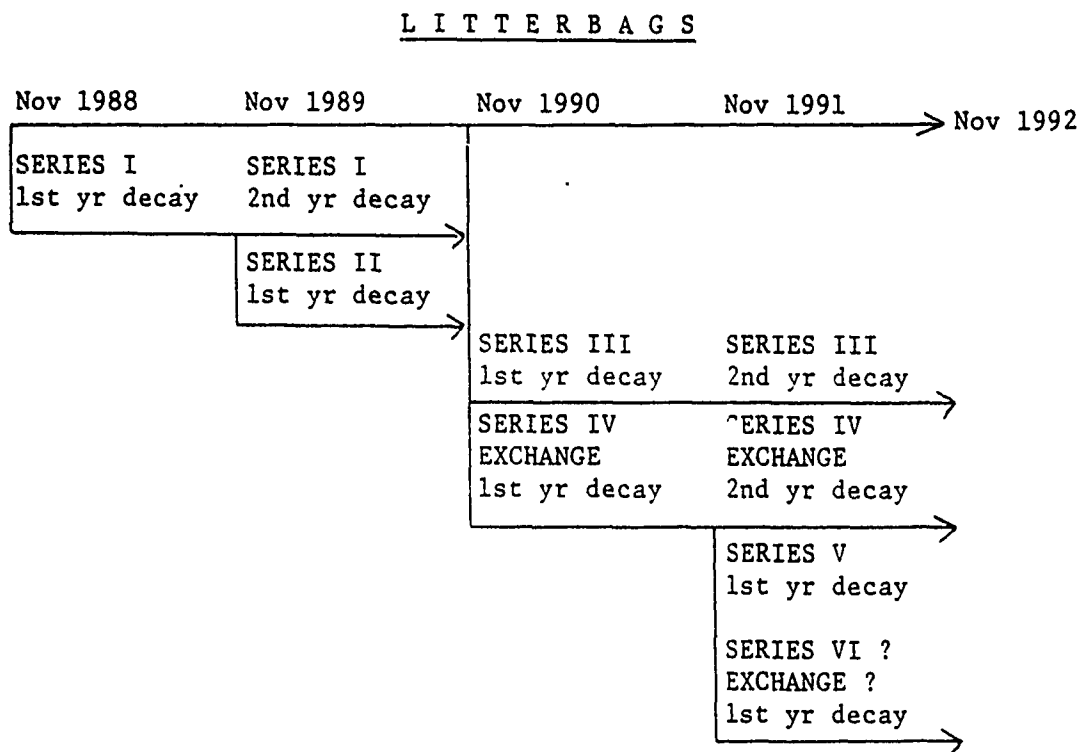 L I T T E R B A G S
Nov 1988 Nov 1989 Nov 1990 Nov 1991 Nov 1992
SERIES I SERIES I
1st yr decay 2nd yr decay
SERIES II
1st yr decay
SERIES III SERIES III
1st yr decay 2nd yr decay
SERIES IV ERIES IV
EXCHANGE EXCHANGE
1st yr decay 2nd yr decay
SERIES V
1st yr decay
SERIES VI ?
EXCHANGE ?
1st yr decay